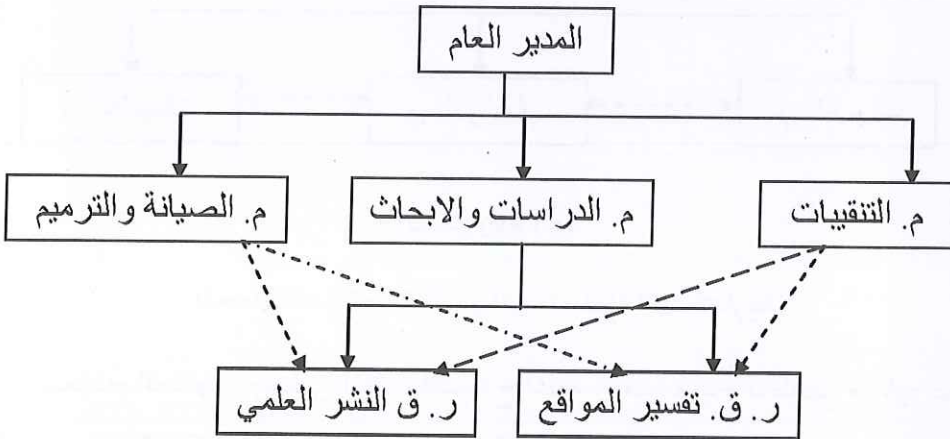 المدير العام
م. التنقيبات
م. الدراسات والابحاث
م. الصيانة والترميم
ر. ق. تفسير المواقع
ر. ق النشر العلمي